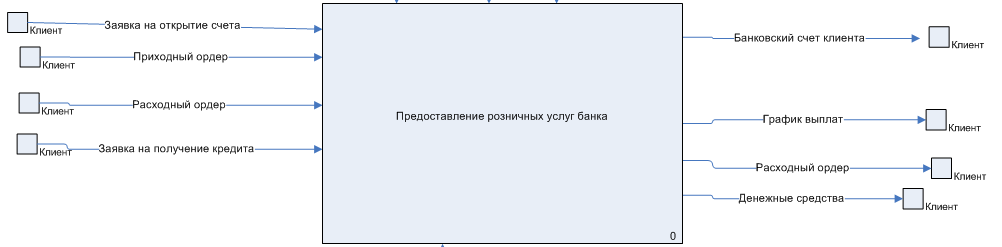 Клиент
Заявка на открытие счета
Клиент
Приходный ордер
Клиент
Расходный ордер
Клиент
Заявка на получение кредита
Предоставление розничных услуг банка
0
Банковский счет клиента
Клиент
График выплат
Клиент
Расходный ордер
Клиент
Денежные средства
Клиент